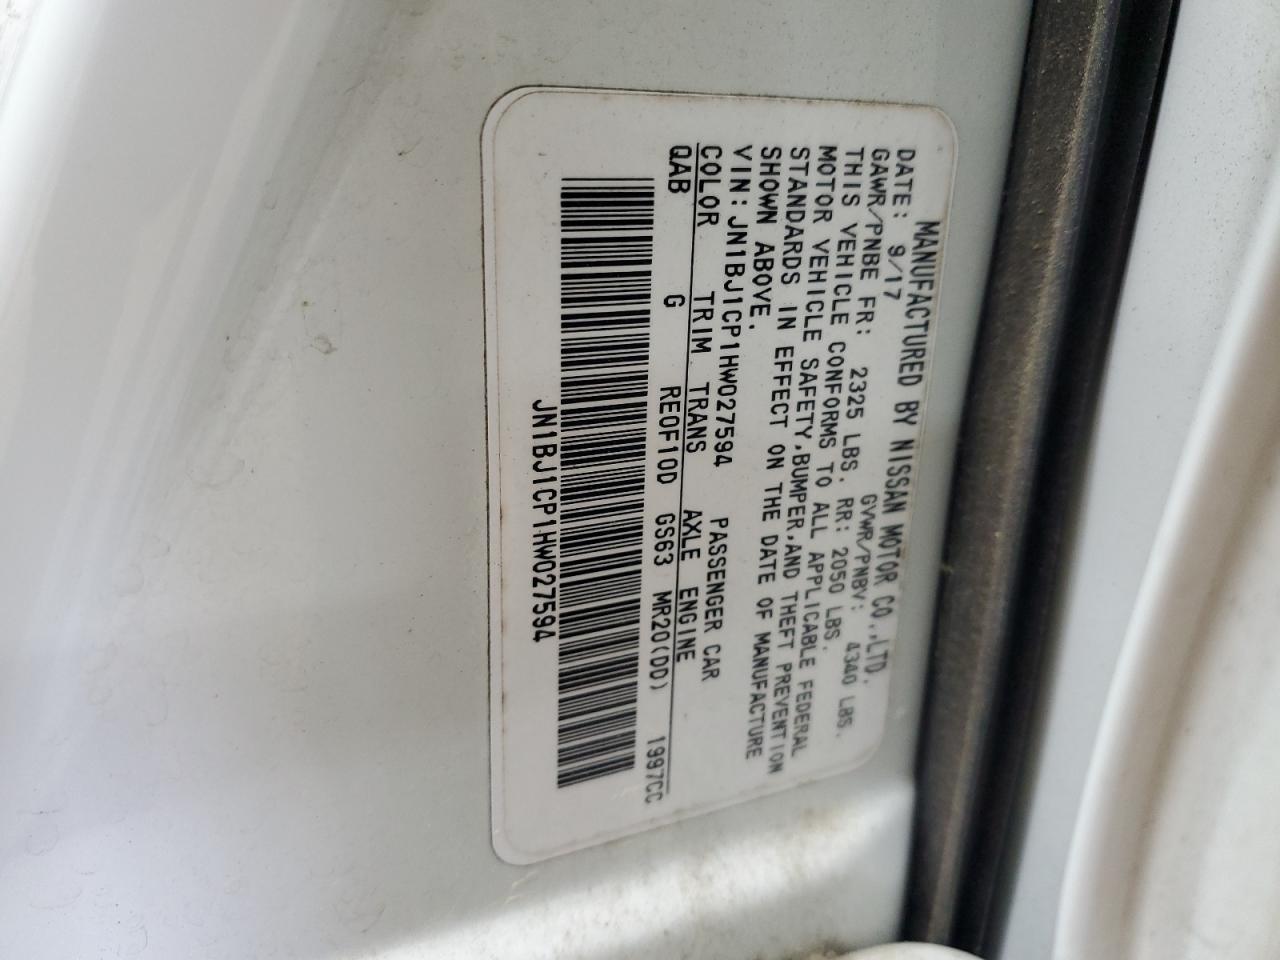 MANUFACTURED BY NISSAN MOTOR CO.,LTD.
DATE: 9/17 GVWR/PNBV: 4340 LBS.
GAWR/PNBE FR: 2325 LBS. RR: 2050 LBS.
THIS VEHICLE CONFORMS TO ALL APPLICABLE FEDERAL
MOTOR VEHICLE SAFETY,BUMPER,AND THEFT PREVENTION
STANDARDS IN EFFECT ON THE DATE OF MANUFACTURE
SHOWN ABOVE.
VIN: JN1BJ1CP1HW027594 PASSENGER CAR
COLOR TRIM TRANS AXLE ENGINE
QAB G RE0F10D GS63 MR20(DD) 1997CC
JN1BJ1CP1HW027594